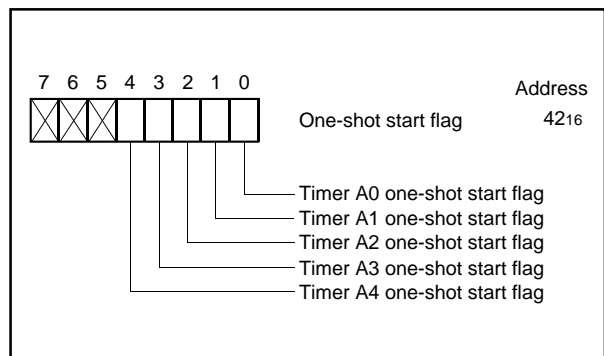 7 6 5 4 3 2 1 0
Address
One-shot start flag 4216
Timer A0 one-shot start flag
Timer A1 one-shot start flag
Timer A2 one-shot start flag
Timer A3 one-shot start flag
Timer A4 one-shot start flag